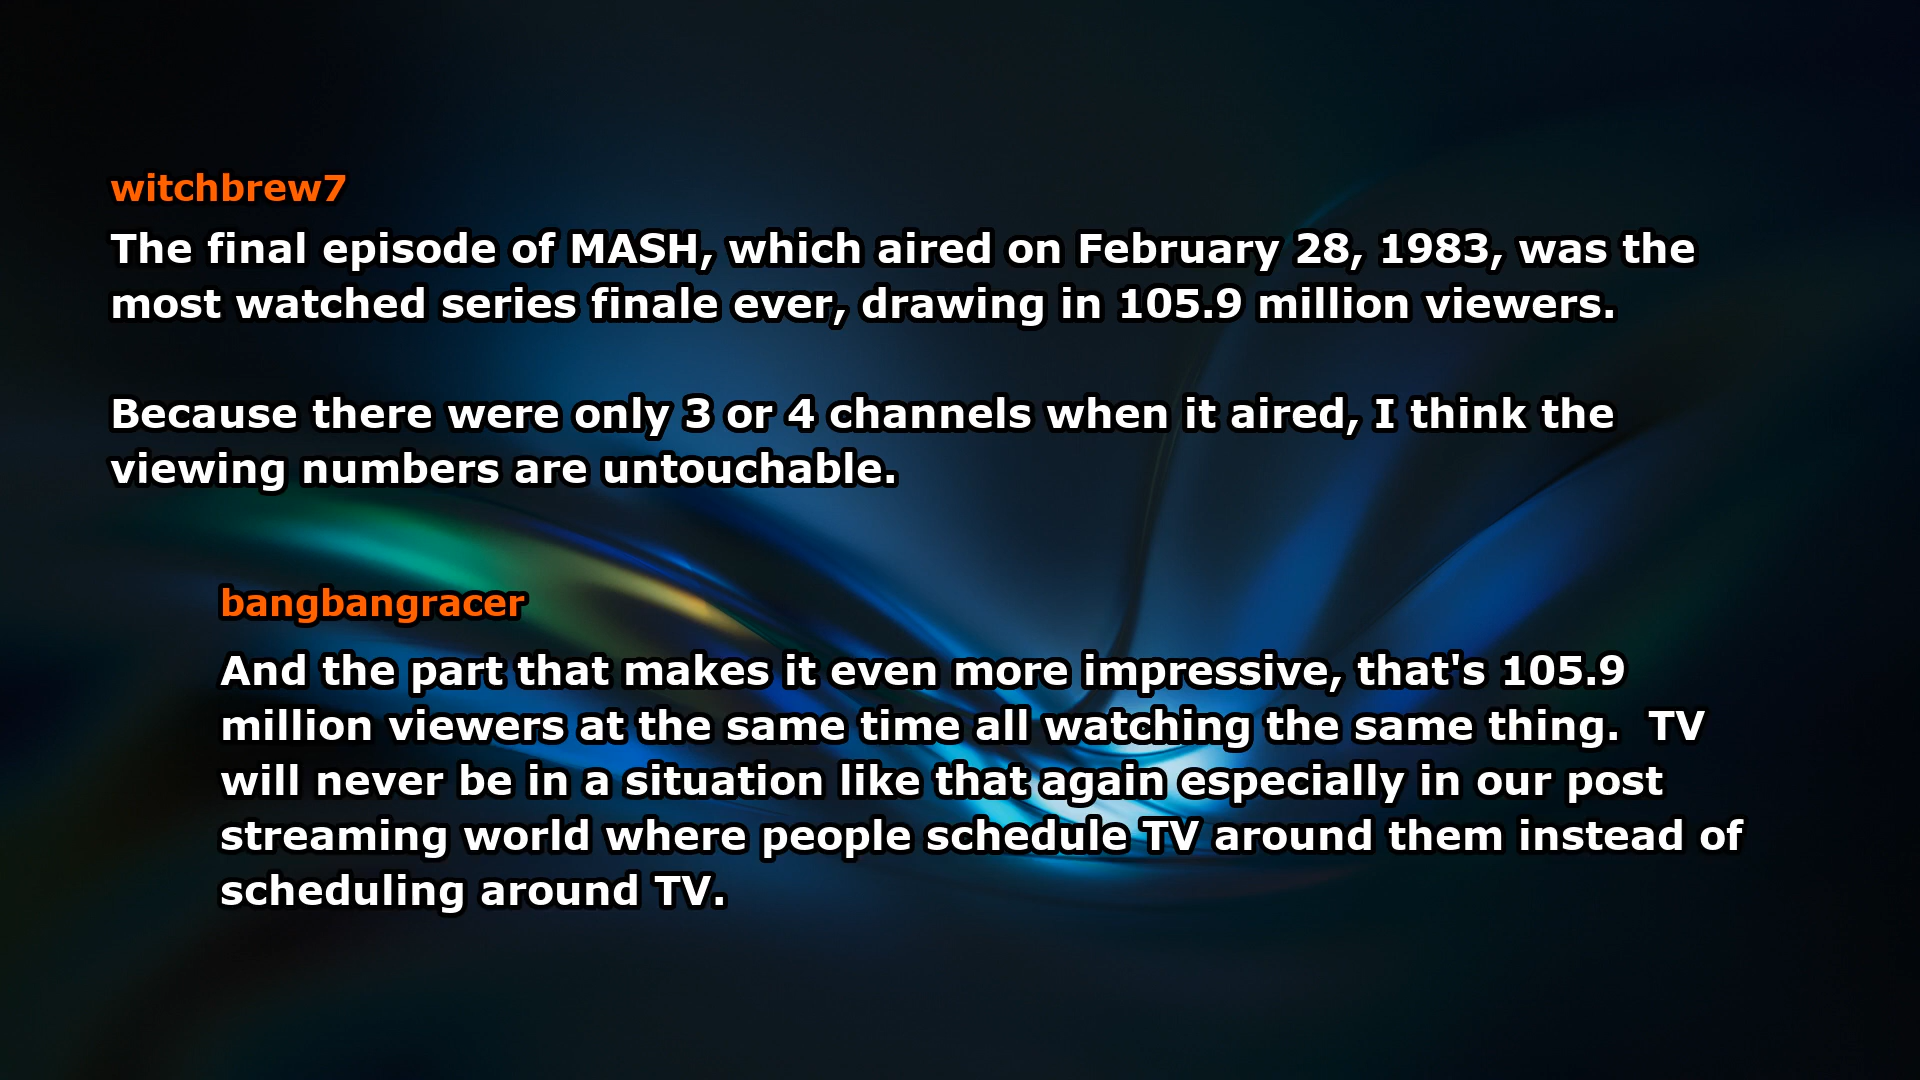 witchbrew7
The final episode of MASH, which aired on February 28, 1983, was the
most watched series finale ever, drawing in 105.9 million viewers.
Because there were only 3 or 4 channels when it aired, I think the
viewing numbers are untouchable.
bangbangracer
And the part that makes it even more impressive, that's 105.9
million viewers at the same time all watching the same thing.  TV
will never be in a situation like that again especially in our post
streaming world where people schedule TV around them instead of
scheduling around TV.